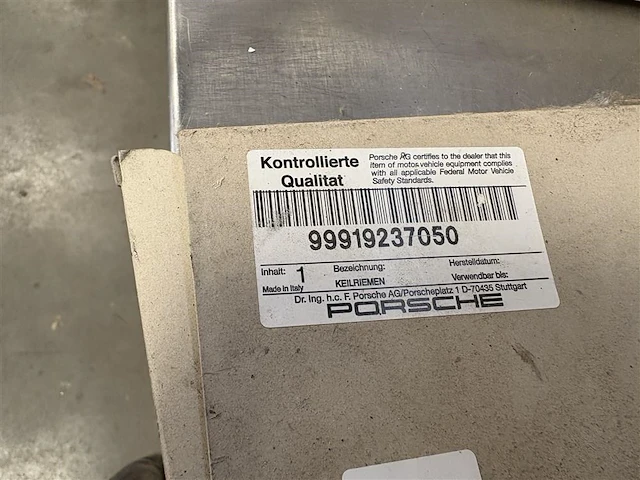 Kontrollierte
Qualitat
Porsche AG certifies to the dealer that this
item of motor vehicle equipment complies
with all applicable Federal Motor Vehicle
Safety Standards.
99919237050
Inhalt: 1
Made in Italy
Bezeichnung:
KEILRIEMEN
Herstelldatum:
Verwendbar bis:
Dr. Ing. h.c. F. Porsche AG/Porscheplatz 1 D-70435 Stuttgart
PORSCHE